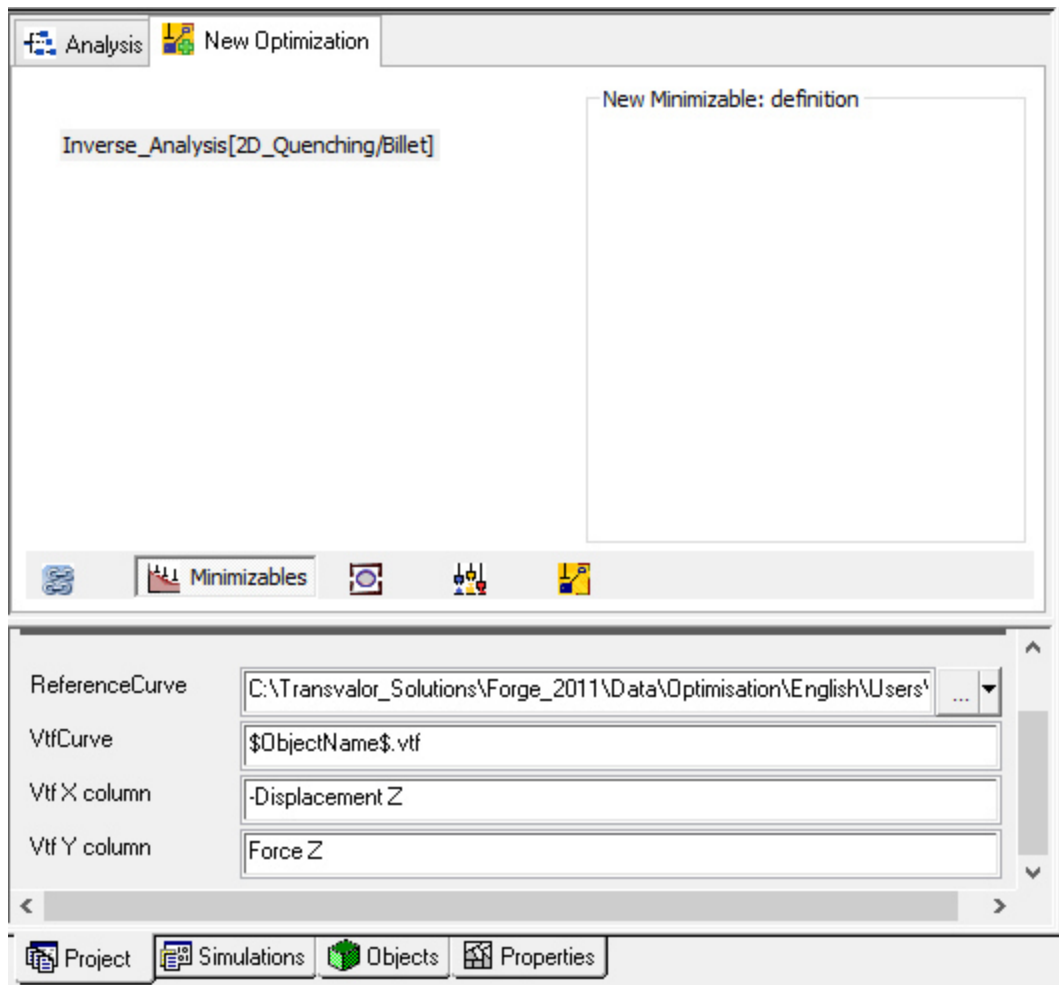 Analysis
New Optimization
New Minimizable: definition
Inverse_Analysis[2D_Quenching/Billet]
Minimizables
ReferenceCurve
C:\Transvalor_Solutions\Forge_2011\Data\Optimisation\English\Users\
...
VtfCurve
$ObjectName$.vtf
Vtf X column
-Displacement Z
Vtf Y column
Force Z
Project
Simulations
Objects
Properties